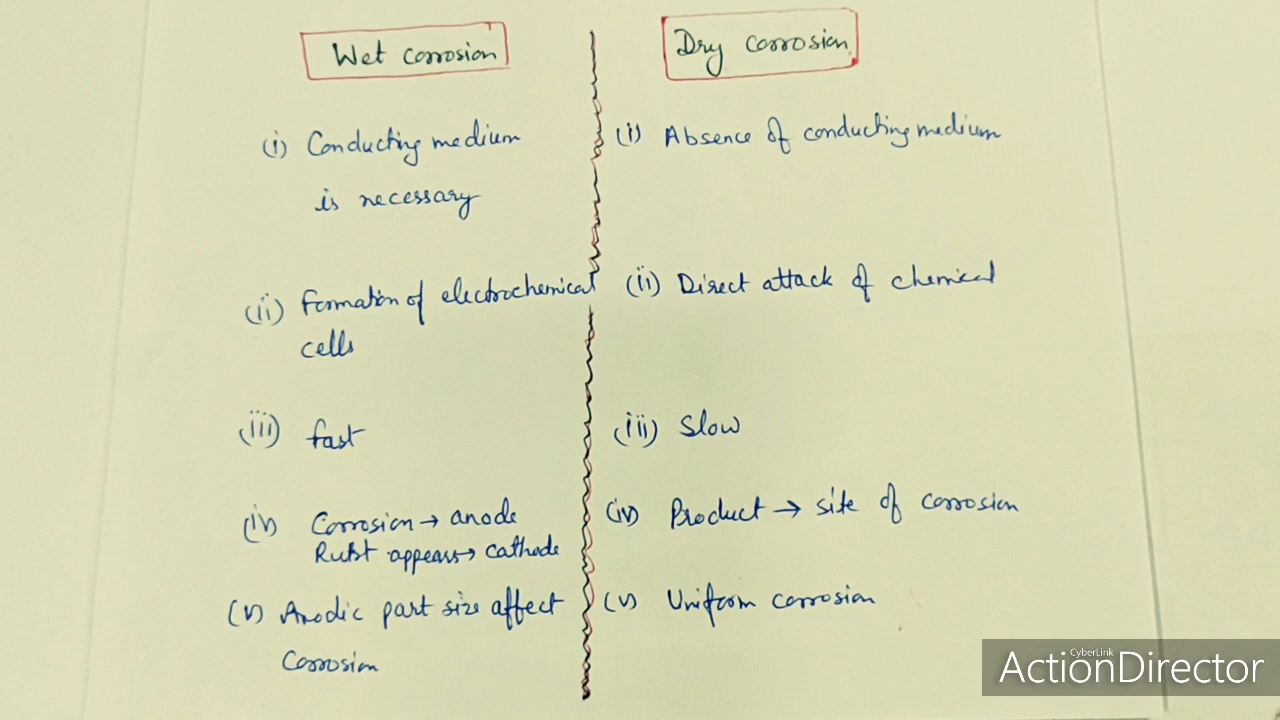 Wet corrosion
(i) Conducting medium
is necessary
(ii) Formation of electrochemical
cells
(iii) fast
(iv) Corrosion → anode
Rust appears → cathode
(v) Anodic part size affect
Corrosion
Dry corrosion
(i) Absence of conducting medium
(ii) Direct attack of chemical
(iii) Slow
(iv) Product → site of corrosion
(v) Uniform corrosion
CyberLink
ActionDirector